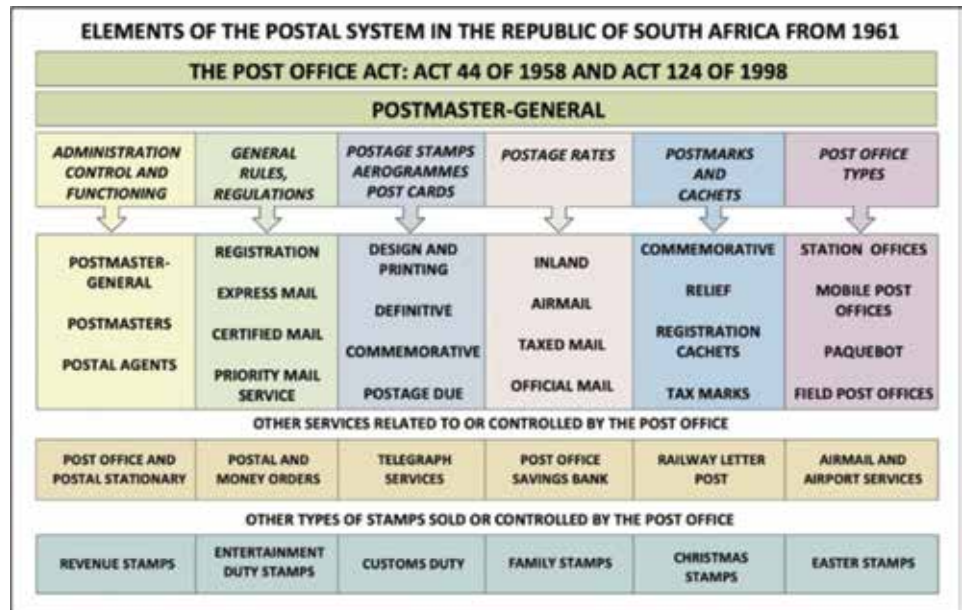 ELEMENTS OF THE POSTAL SYSTEM IN THE REPUBLIC OF SOUTH AFRICA FROM 1961
THE POST OFFICE ACT: ACT 44 OF 1958 AND ACT 124 OF 1998
POSTMASTER-GENERAL
ADMINISTRATION
CONTROL AND
FUNCTIONING
GENERAL
RULES,
REGULATIONS
POSTAGE STAMPS
AEROGRAMMES
POST CARDS
POSTAGE RATES
POSTMARKS
AND
CACHETS
POST OFFICE
TYPES
POSTMASTER-
GENERAL
POSTMASTERS
POSTAL AGENTS
REGISTRATION
EXPRESS MAIL
CERTIFIED MAIL
PRIORITY MAIL
SERVICE
DESIGN AND
PRINTING
DEFINITIVE
COMMEMORATIVE
POSTAGE DUE
INLAND
AIRMAIL
TAXED MAIL
OFFICIAL MAIL
COMMEMORATIVE
RELIEF
REGISTRATION
CACHETS
TAX MARKS
STATION OFFICES
MOBILE POST
OFFICES
PAQUEBOT
FIELD POST OFFICES
OTHER SERVICES RELATED TO OR CONTROLLED BY THE POST OFFICE
POST OFFICE AND
POSTAL STATIONARY
POSTAL AND
MONEY ORDERS
TELEGRAPH
SERVICES
POST OFFICE
SAVINGS BANK
RAILWAY LETTER
POST
AIRMAIL AND
AIRPORT SERVICES
OTHER TYPES OF STAMPS SOLD OR CONTROLLED BY THE POST OFFICE
REVENUE STAMPS
ENTERTAINMENT
DUTY STAMPS
CUSTOMS DUTY
FAMILY STAMPS
CHRISTMAS
STAMPS
EASTER STAMPS